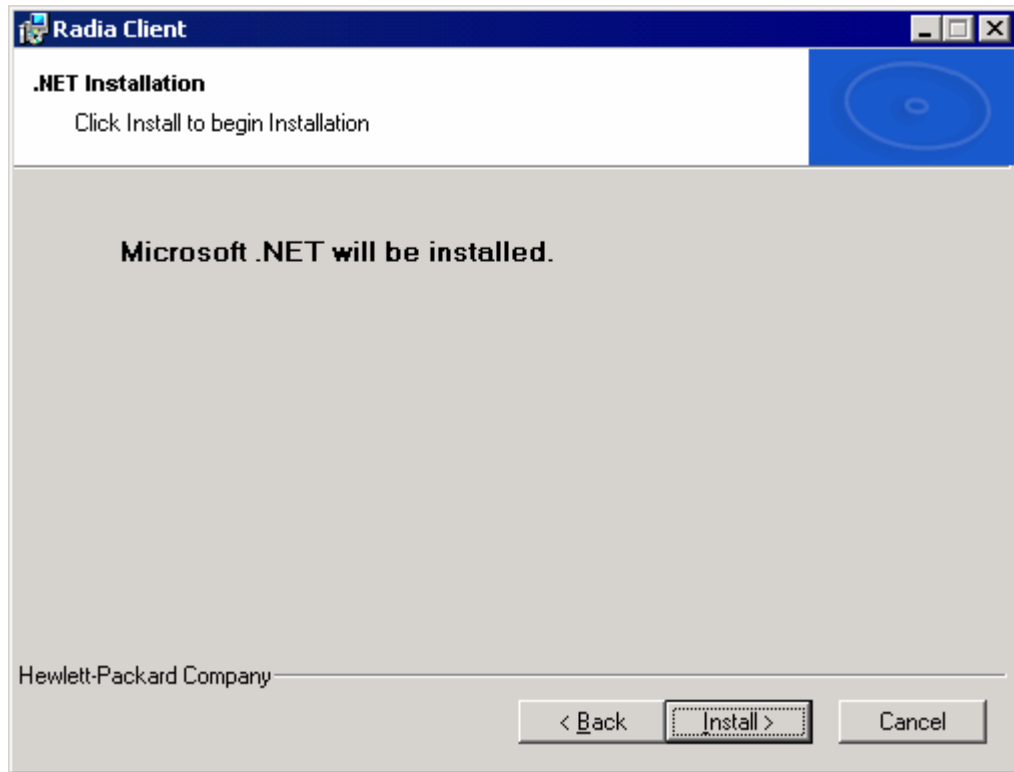 Radia Client
.NET Installation
Click Install to begin Installation
Microsoft .NET will be installed.
Hewlett-Packard Company
< Back
Install >
Cancel